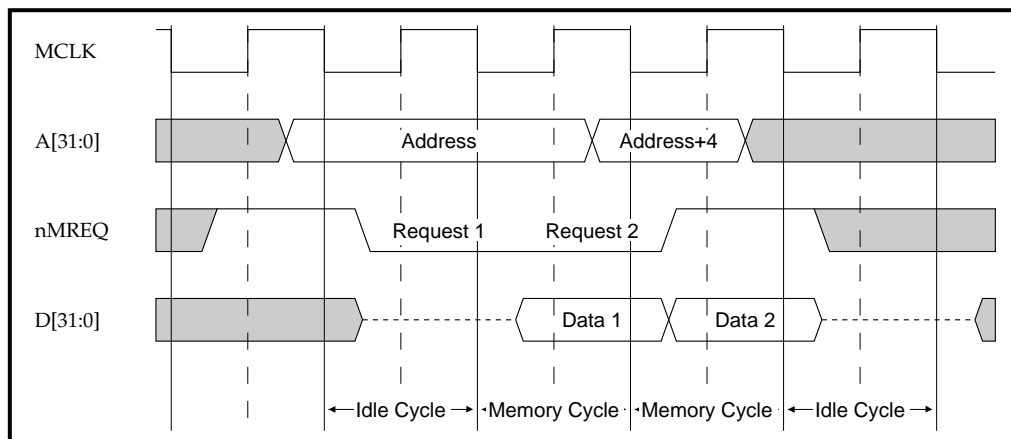 MCLK
A[31:0]
Address
Address+4
nMREQ
Request 1
Request 2
D[31:0]
Data 1
Data 2
Idle Cycle
Memory Cycle
Memory Cycle
Idle Cycle